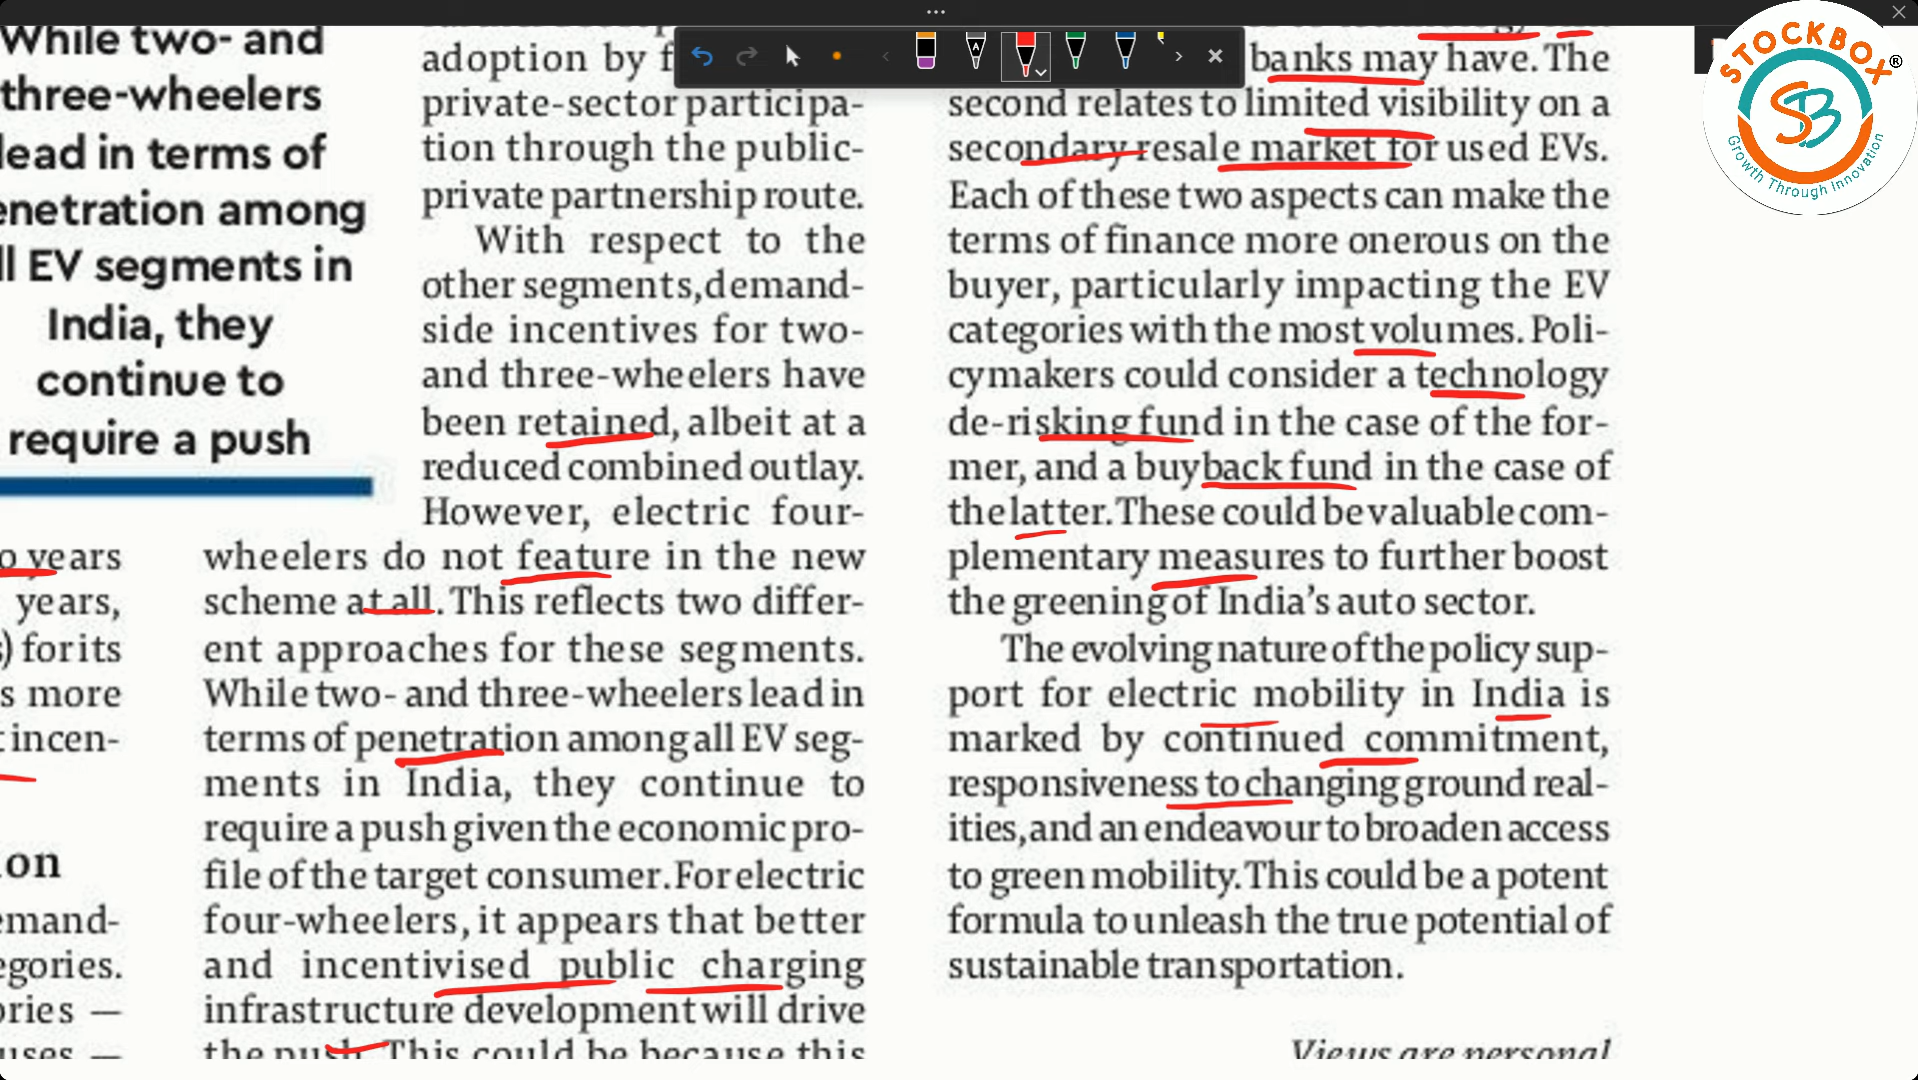 While two- and
three-wheelers
lead in terms of
enetration among
ll EV segments in
India, they
continue to
require a push
years
years,
) for its
s more
incen-
on
emand-
egories.
ories —
uses —
adoption by f
private-sector participa-
tion through the public-
private partnership route.
With respect to the
other segments, demand-
side incentives for two-
and three-wheelers have
been retained, albeit at a
reduced combined outlay.
However, electric four-
wheelers do not feature in the new
scheme at all. This reflects two differ-
ent approaches for these segments.
While two- and three-wheelers lead in
terms of penetration among all EV seg-
ments in India, they continue to
require a push given the economic pro-
file of the target consumer. For electric
four-wheelers, it appears that better
and incentivised public charging
infrastructure development will drive
the push. This could be because this
banks may have. The
second relates to limited visibility on a
secondary resale market for used EVs.
Each of these two aspects can make the
terms of finance more onerous on the
buyer, particularly impacting the EV
categories with the most volumes. Poli-
cymakers could consider a technology
de-risking fund in the case of the for-
mer, and a buyback fund in the case of
the latter. These could be valuable com-
plementary measures to further boost
the greening of India's auto sector.
The evolving nature of the policy sup-
port for electric mobility in India is
marked by continued commitment,
responsiveness to changing ground real-
ities, and an endeavour to broaden access
to green mobility. This could be a potent
formula to unleash the true potential of
sustainable transportation.
Views are personal
STOCKBOX®
SB
Growth Through Innovation